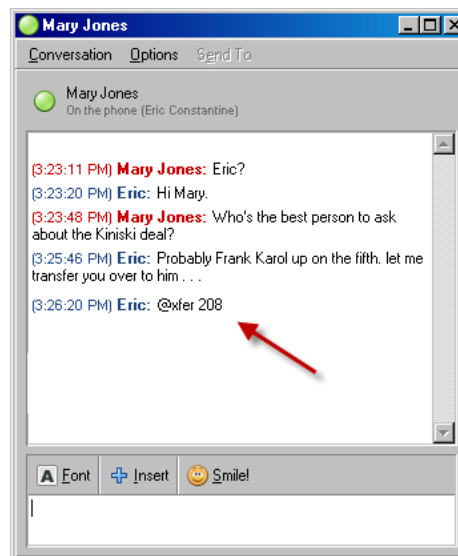 Mary Jones
Conversation Options Send To
Mary Jones
On the phone (Eric Constantine)
(3:23:11 PM) Mary Jones: Eric?
(3:23:20 PM) Eric: Hi Mary.
(3:23:48 PM) Mary Jones: Who's the best person to ask
about the Kiniski deal?
(3:25:46 PM) Eric: Probably Frank Karol up on the fifth. let me
transfer you over to him . . .
(3:26:20 PM) Eric: @xfer 208
A Font Insert Smile!